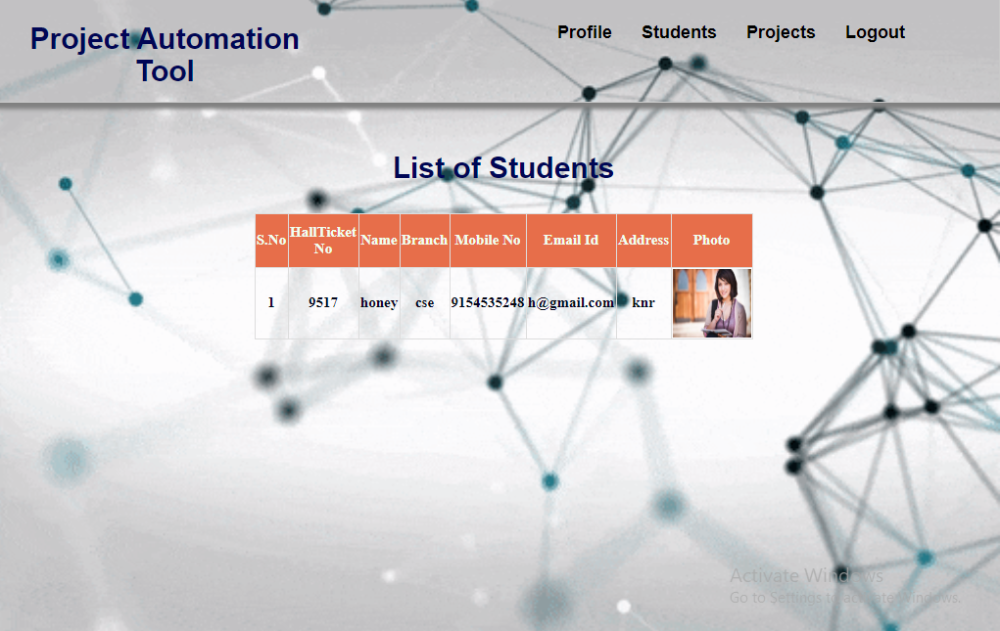 Project Automation
Tool
Profile Students Projects Logout
List of Students
S.No HallTicket No Name Branch Mobile No Email Id Address Photo
1 9517 honey cse 9154535248 h@gmail.com knr
Activate Windows
Go to Settings to activate Windows.